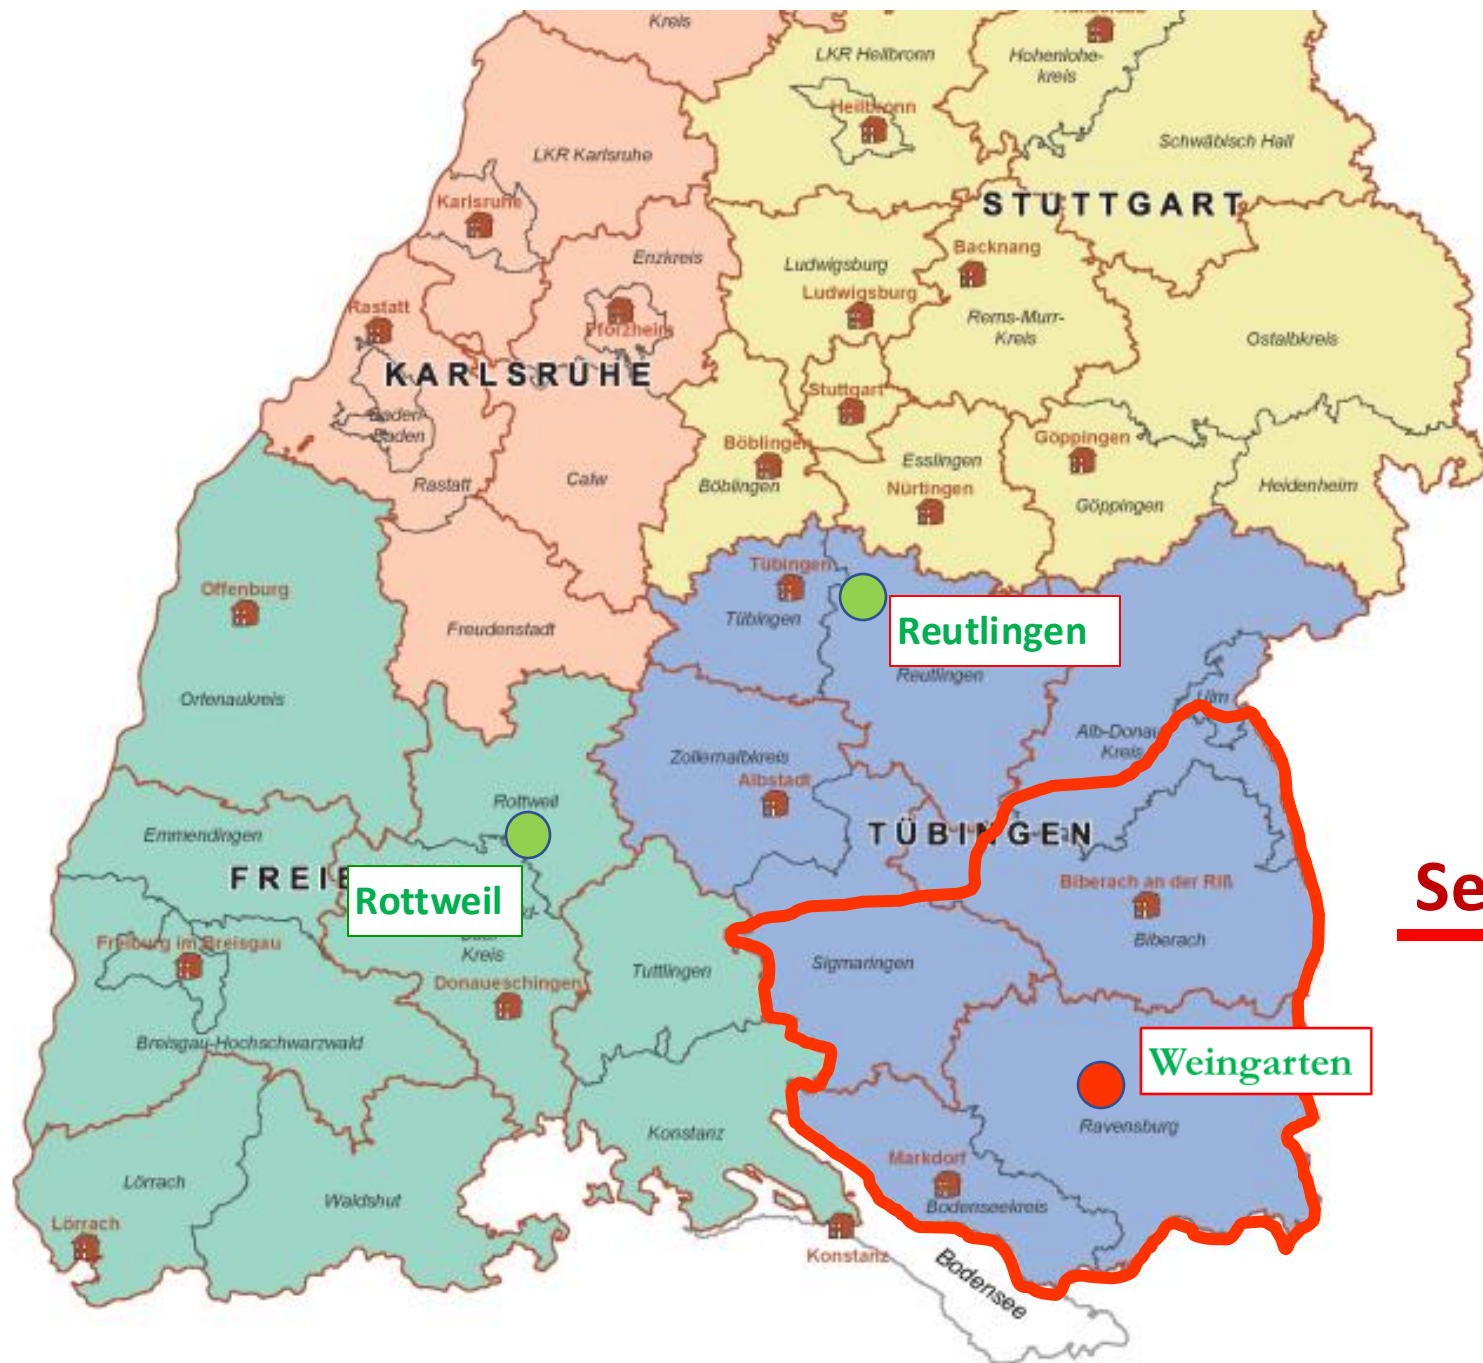 Kreis
LKR Heilbronn
Hohenlohe-
kreis
Heilbronn
Schwäbisch Hall
LKR Karlsruhe
Karlsruhe
STUTTGART
Backnang
Enzkreis
Ludwigsburg
Ludwigsburg
Rastatt
Pforzheim
Rems-Murr-
Kreis
Ostalbkreis
KARLSRUHE
Stuttgart
Baden-
Baden
Böblingen
Göppingen
Esslingen
Rastatt
Calw
Böblingen
Nürtingen
Heidenheim
Göppingen
Tübingen
Offenburg
Tübingen
Freudenstadt
Reutlingen
Reutlingen
Ortenaukreis
Ulm
Alb-Donau
Kreis
Zollernalbkreis
Albstadt
Rottweil
Emmendingen
TÜBINGEN
FREIB
Biberach an der Riß
Se
Rottweil
Freiburg im Breisgau
Kreis
Biberach
Sigmaringen
Tuttlingen
Donaueschingen
Breisgau-Hochschwarzwald
Weingarten
Konstanz
Ravensburg
Markdorf
Lörrach
Waldshut
Bodenseekreis
Lörrach
Konstanz
Bodensee